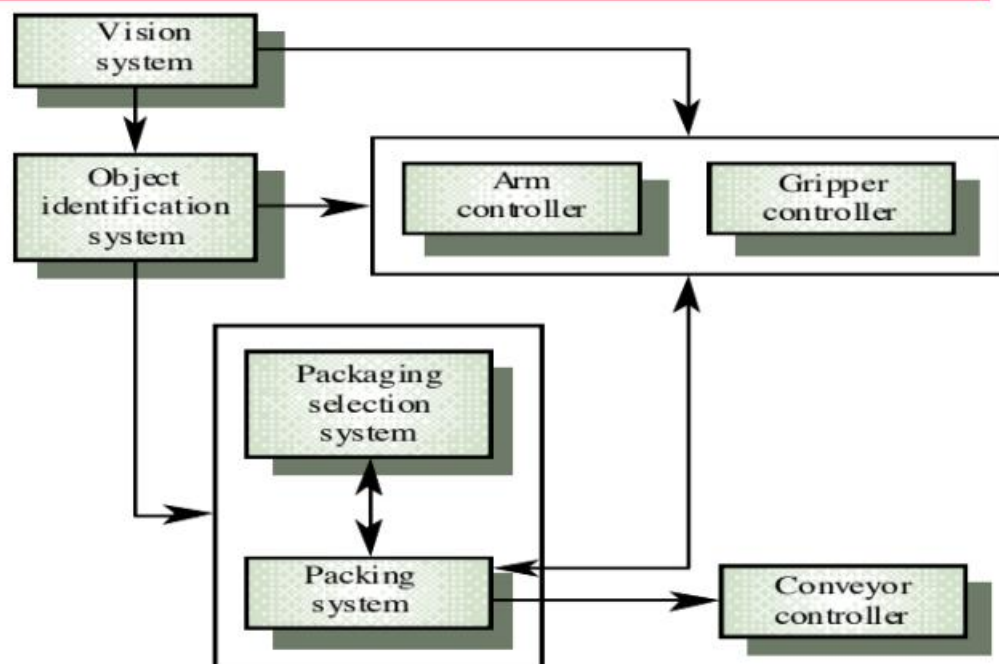 Vision
system
Object
identification
system
Arm
controller
Gripper
controller
Packaging
selection
system
Packing
system
Conveyor
controller